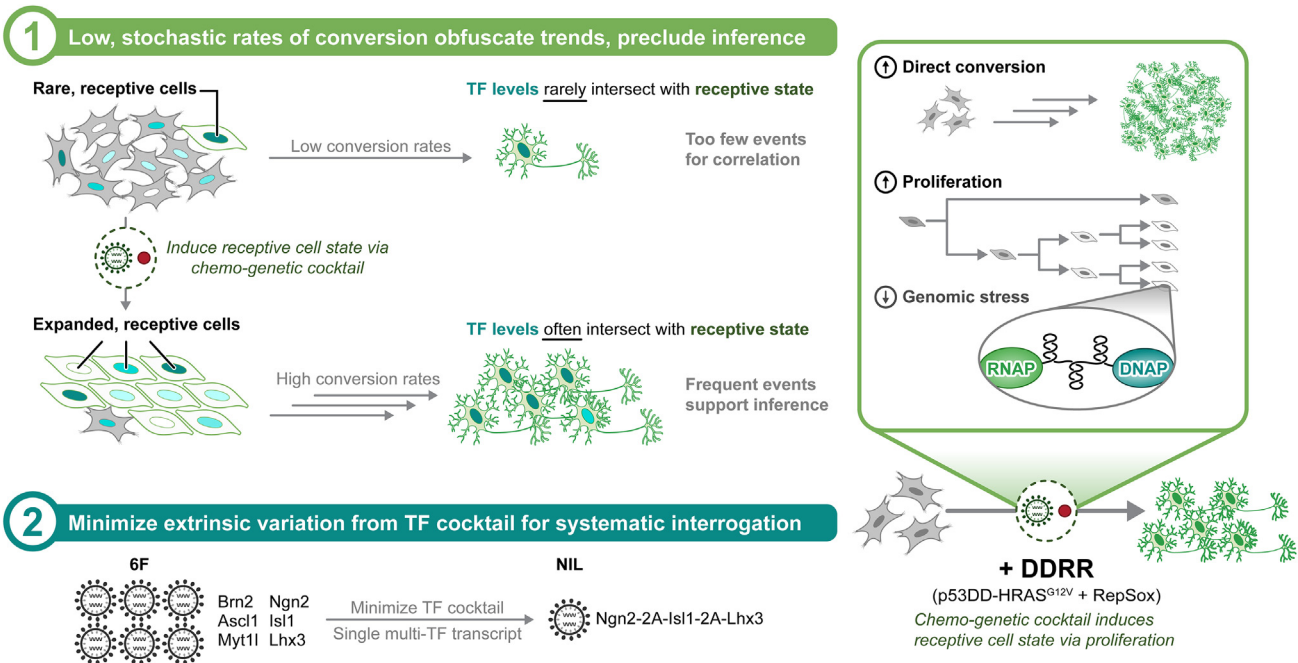 1 Low, stochastic rates of conversion obfuscate trends, preclude inference
Rare, receptive cells
TF levels rarely intersect with receptive state
Low conversion rates
Too few events
for correlation
Induce receptive cell state via
chemo-genetic cocktail
Expanded, receptive cells
TF levels often intersect with receptive state
High conversion rates
Frequent events
support inference
2 Minimize extrinsic variation from TF cocktail for systematic interrogation
6F
Brn2 Ngn2
Ascl1 Isl1
Myt1l Lhx3
Minimize TF cocktail
Single multi-TF transcript
NIL
Ngn2-2A-Isl1-2A-Lhx3
Direct conversion
Proliferation
Genomic stress
RNAP
DNAP
+ DDRR
(p53DD-HRASG12V + RepSox)
Chemo-genetic cocktail induces
receptive cell state via proliferation